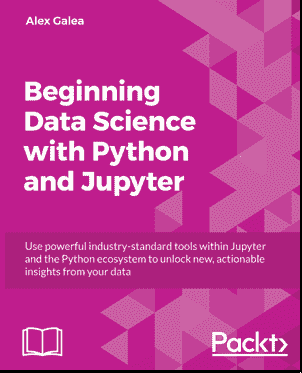 Alex Galea
Beginning
Data Science
with Python
and Jupyter
Use powerful industry-standard tools within Jupyter
and the Python ecosystem to unlock new, actionable
insights from your data
Packt>